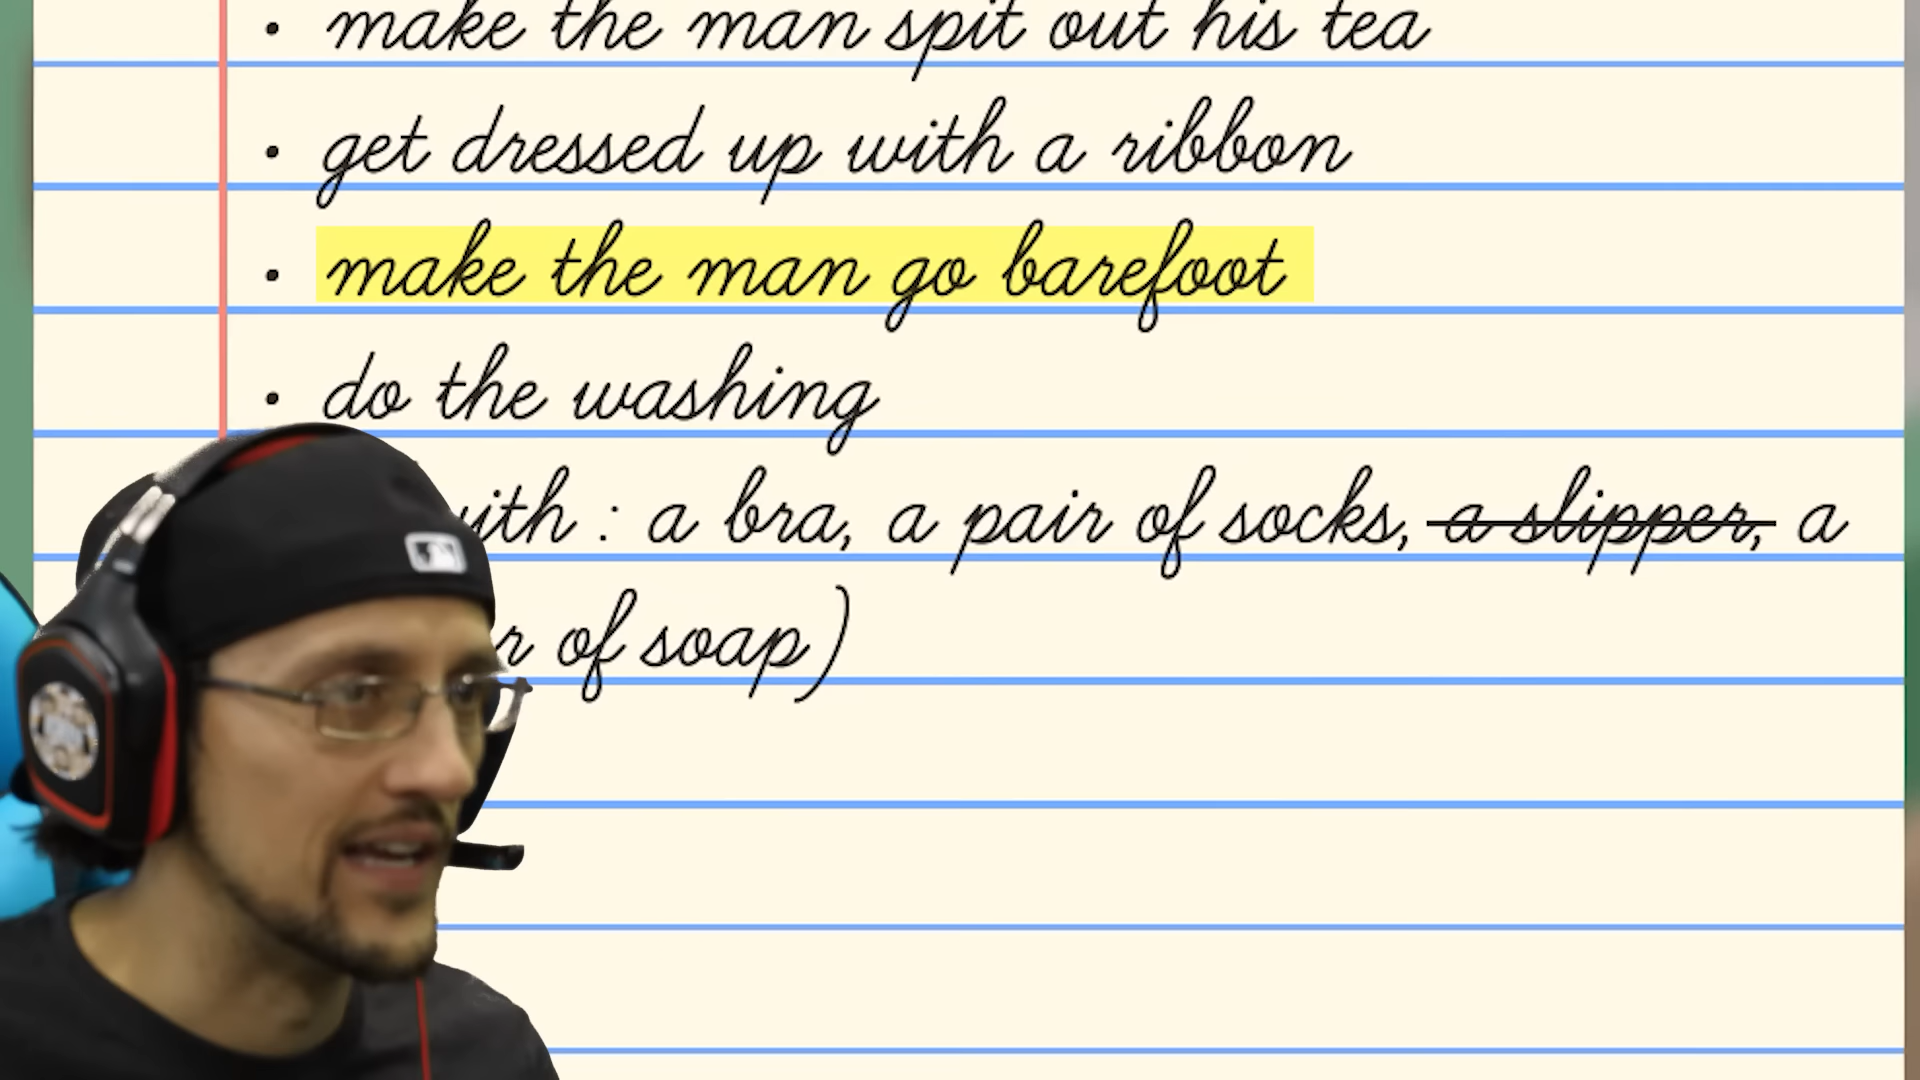 • make the man spit out his tea
• get dressed up with a ribbon
• make the man go barefoot
• do the washing
: a bra, a pair of socks, a slipper, a
of soap)